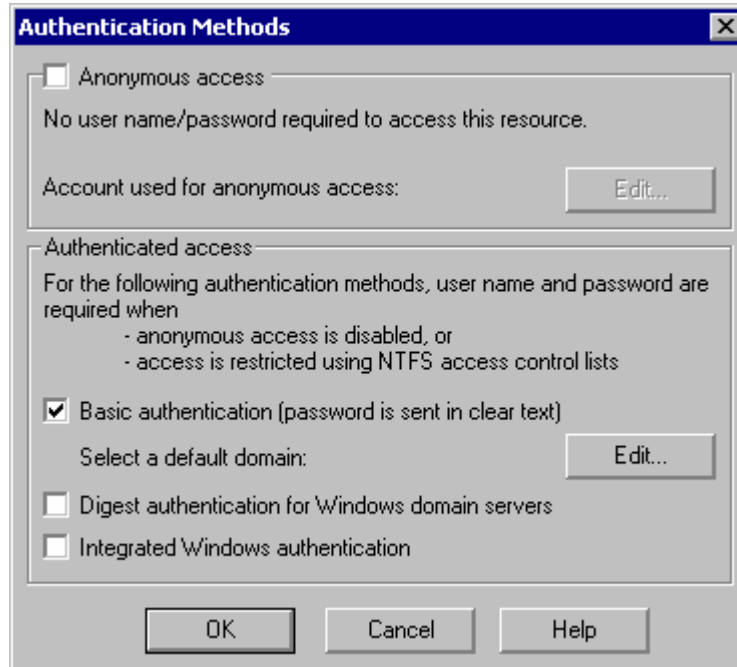 Authentication Methods
Anonymous access
No user name/password required to access this resource.
Account used for anonymous access:
Edit...
Authenticated access
For the following authentication methods, user name and password are
required when
- anonymous access is disabled, or
- access is restricted using NTFS access control lists
Basic authentication (password is sent in clear text)
Select a default domain:
Edit...
Digest authentication for Windows domain servers
Integrated Windows authentication
OK
Cancel
Help